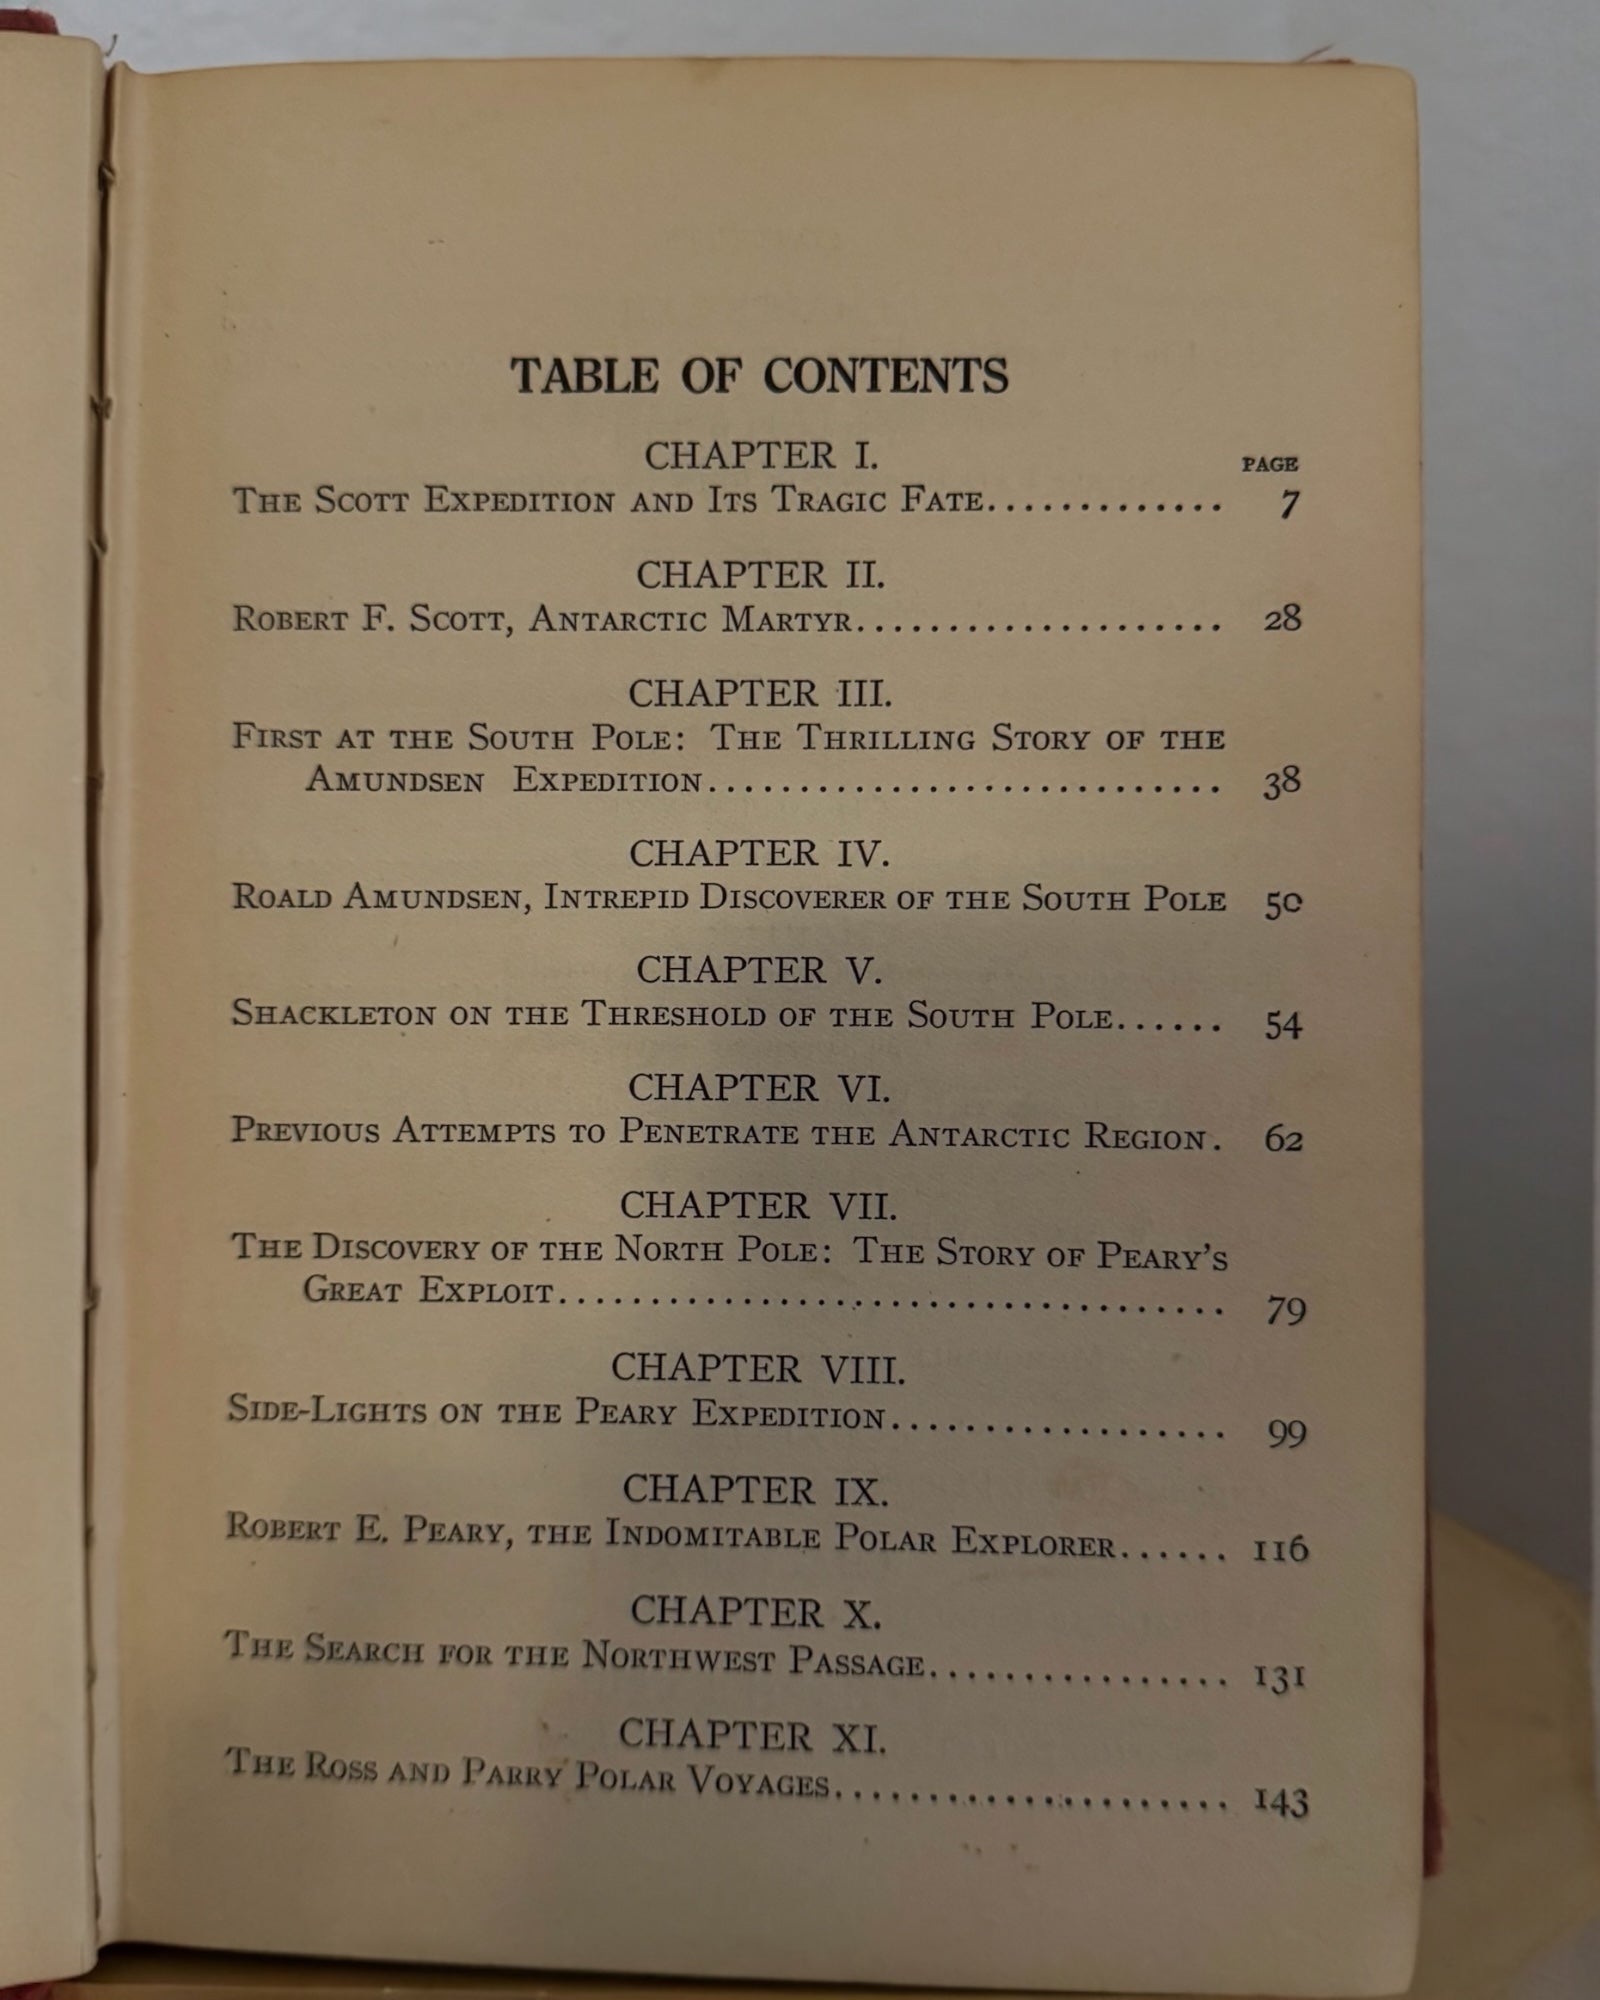 TABLE OF CONTENTS
CHAPTER I.
PAGE
The Scott Expedition and Its Tragic Fate............. 7
CHAPTER II.
Robert F. Scott, Antarctic Martyr.................... 28
CHAPTER III.
First at the South Pole: The Thrilling Story of the
Amundsen Expedition............................ 38
CHAPTER IV.
Roald Amundsen, Intrepid Discoverer of the South Pole 50
CHAPTER V.
Shackleton on the Threshold of the South Pole...... 54
CHAPTER VI.
Previous Attempts to Penetrate the Antarctic Region. 62
CHAPTER VII.
The Discovery of the North Pole: The Story of Peary's
Great Exploit..................................... 79
CHAPTER VIII.
Side-Lights on the Peary Expedition.................. 99
CHAPTER IX.
Robert E. Peary, the Indomitable Polar Explorer...... 116
CHAPTER X.
The Search for the Northwest Passage................ 131
CHAPTER XI.
The Ross and Parry Polar Voyages..................... 143